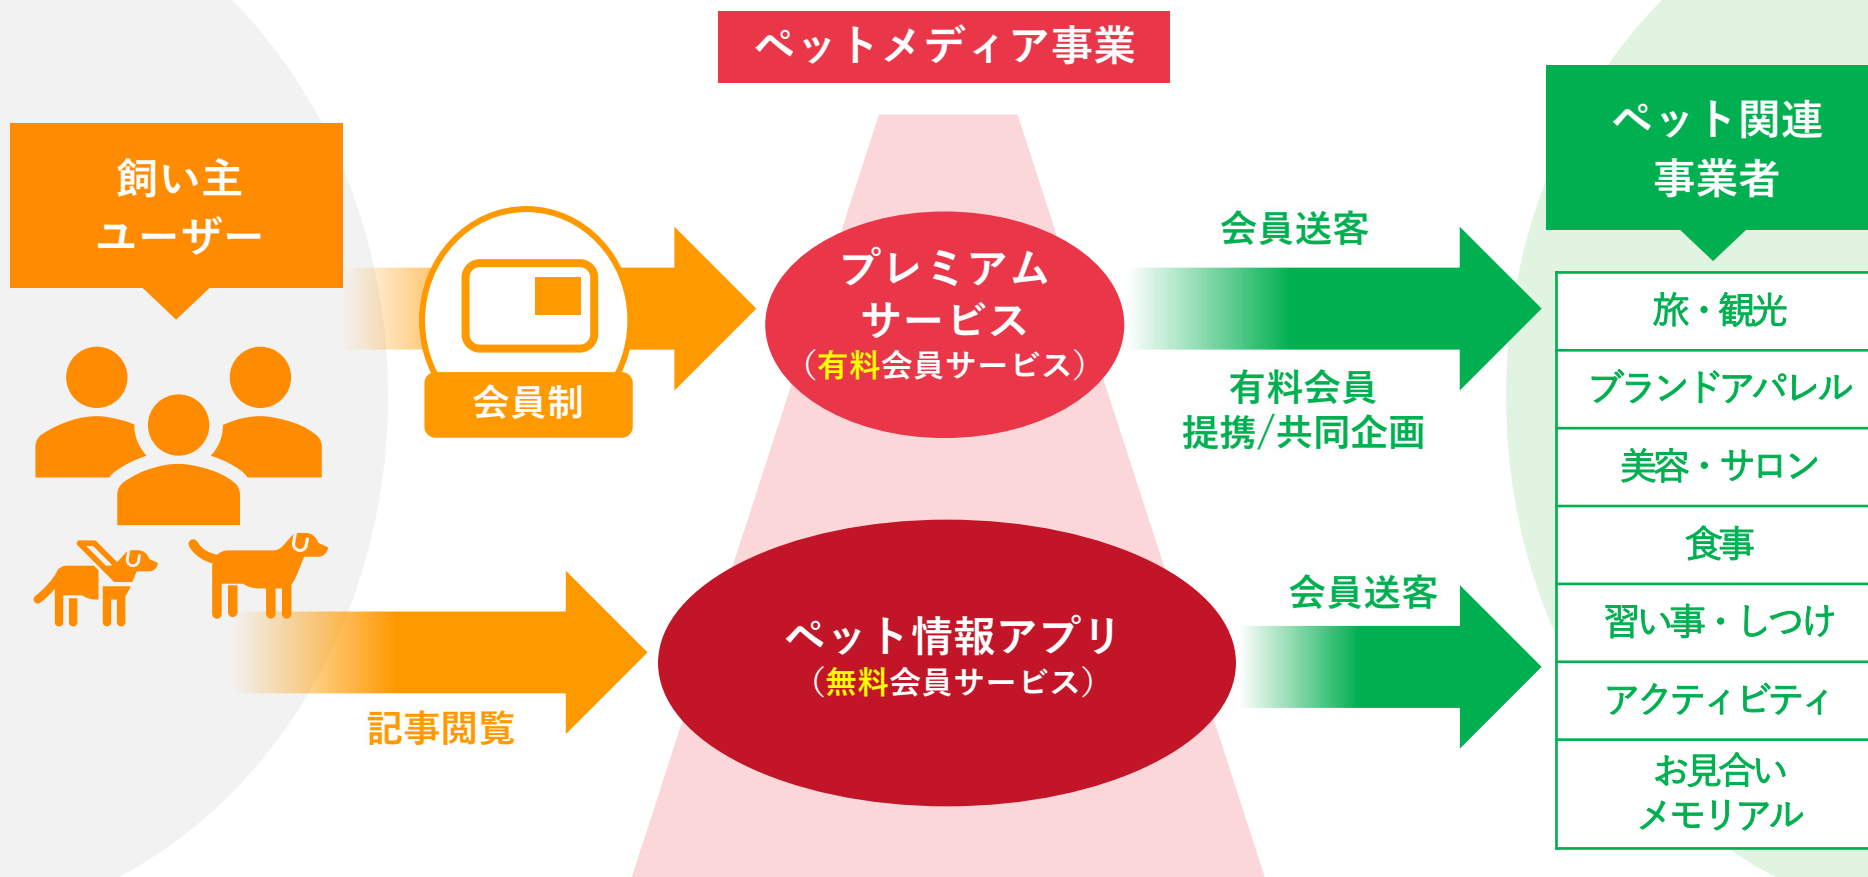 ペットメディア事業
飼い主
ユーザー
会員制
記事閲覧
プレミアム
サービス
（有料会員サービス）
ペット情報アプリ
（無料会員サービス）
会員送客
有料会員
提携/共同企画
会員送客
ペット関連
事業者
旅・観光
ブランドアパレル
美容・サロン
食事
習い事・しつけ
アクティビティ
お見合い
メモリアル